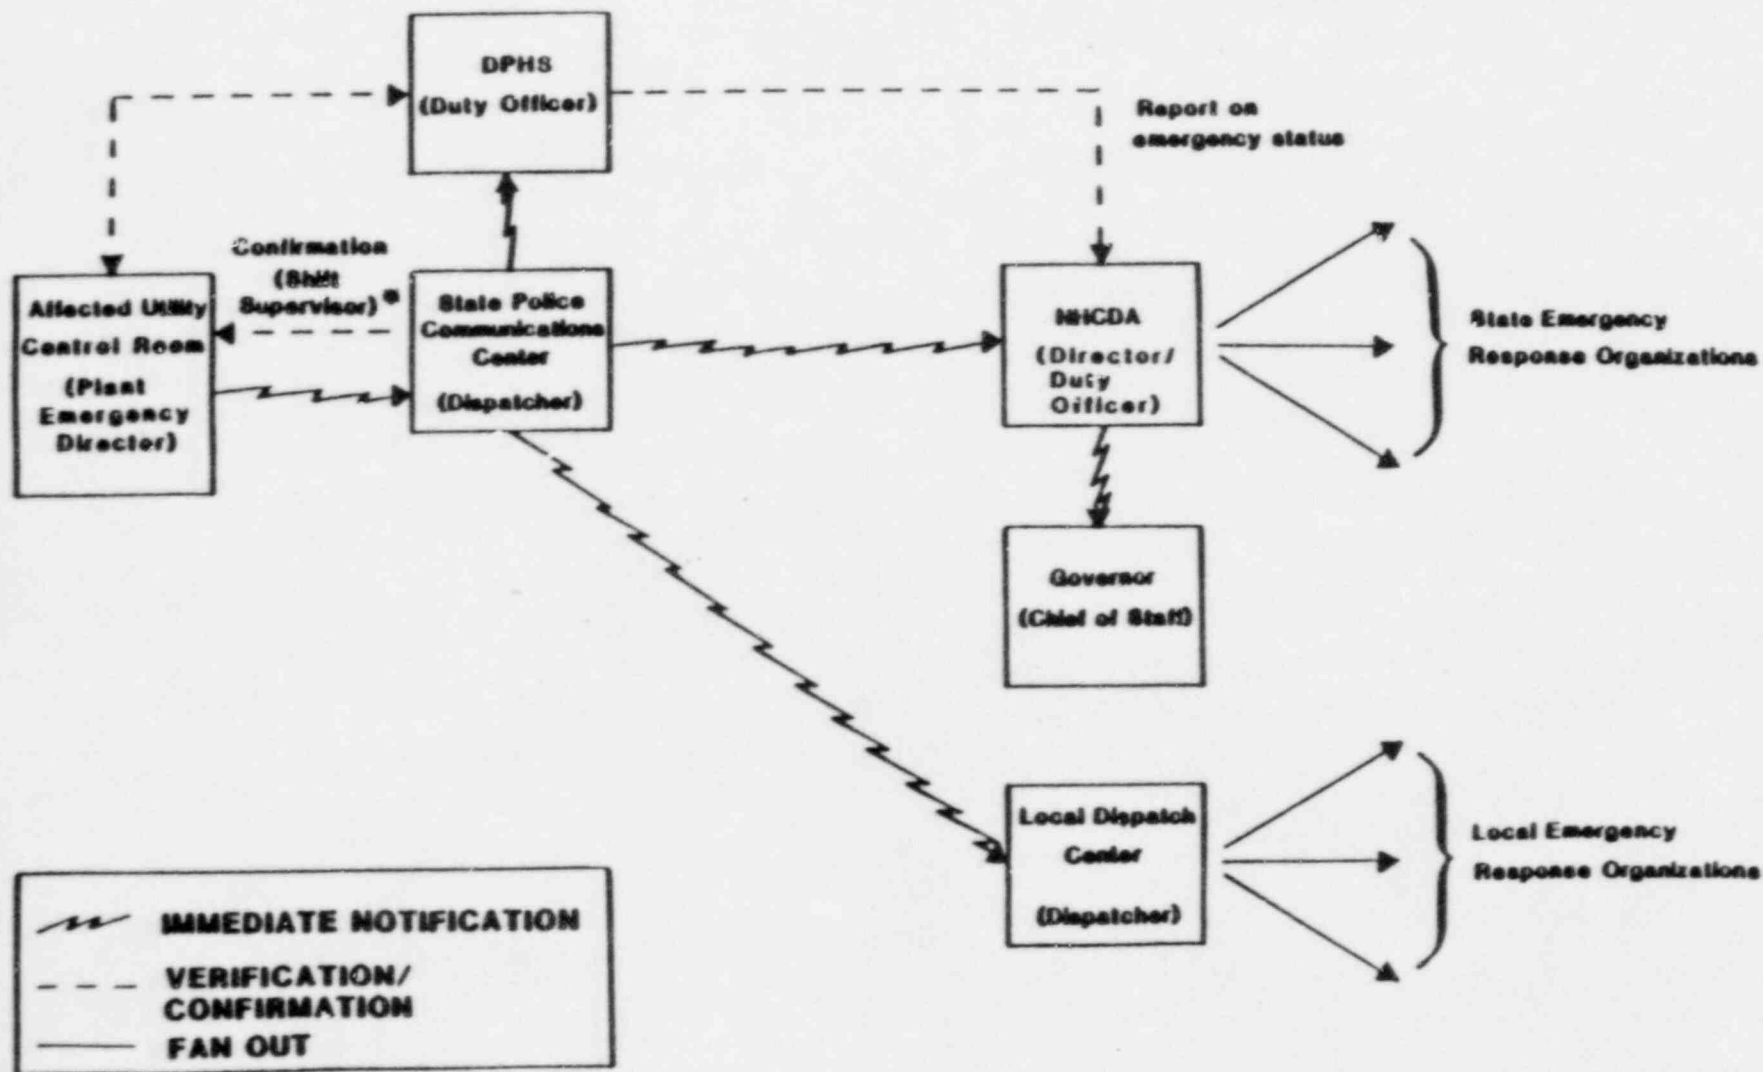 DPHS
(Duty Officer)
Report on
emergency status
Confirmation
(Shift
Supervisor)*
Affected Utility
Control Room
(Plant
Emergency
Director)
State Police
Communications
Center
(Dispatcher)
NHCDA
(Director/
Duty
Officer)
State Emergency
Response Organizations
Governor
(Chief of Staff)
Local Dispatch
Center
(Dispatcher)
Local Emergency
Response Organizations
IMMEDIATE NOTIFICATION
VERIFICATION/
CONFIRMATION
FAN OUT